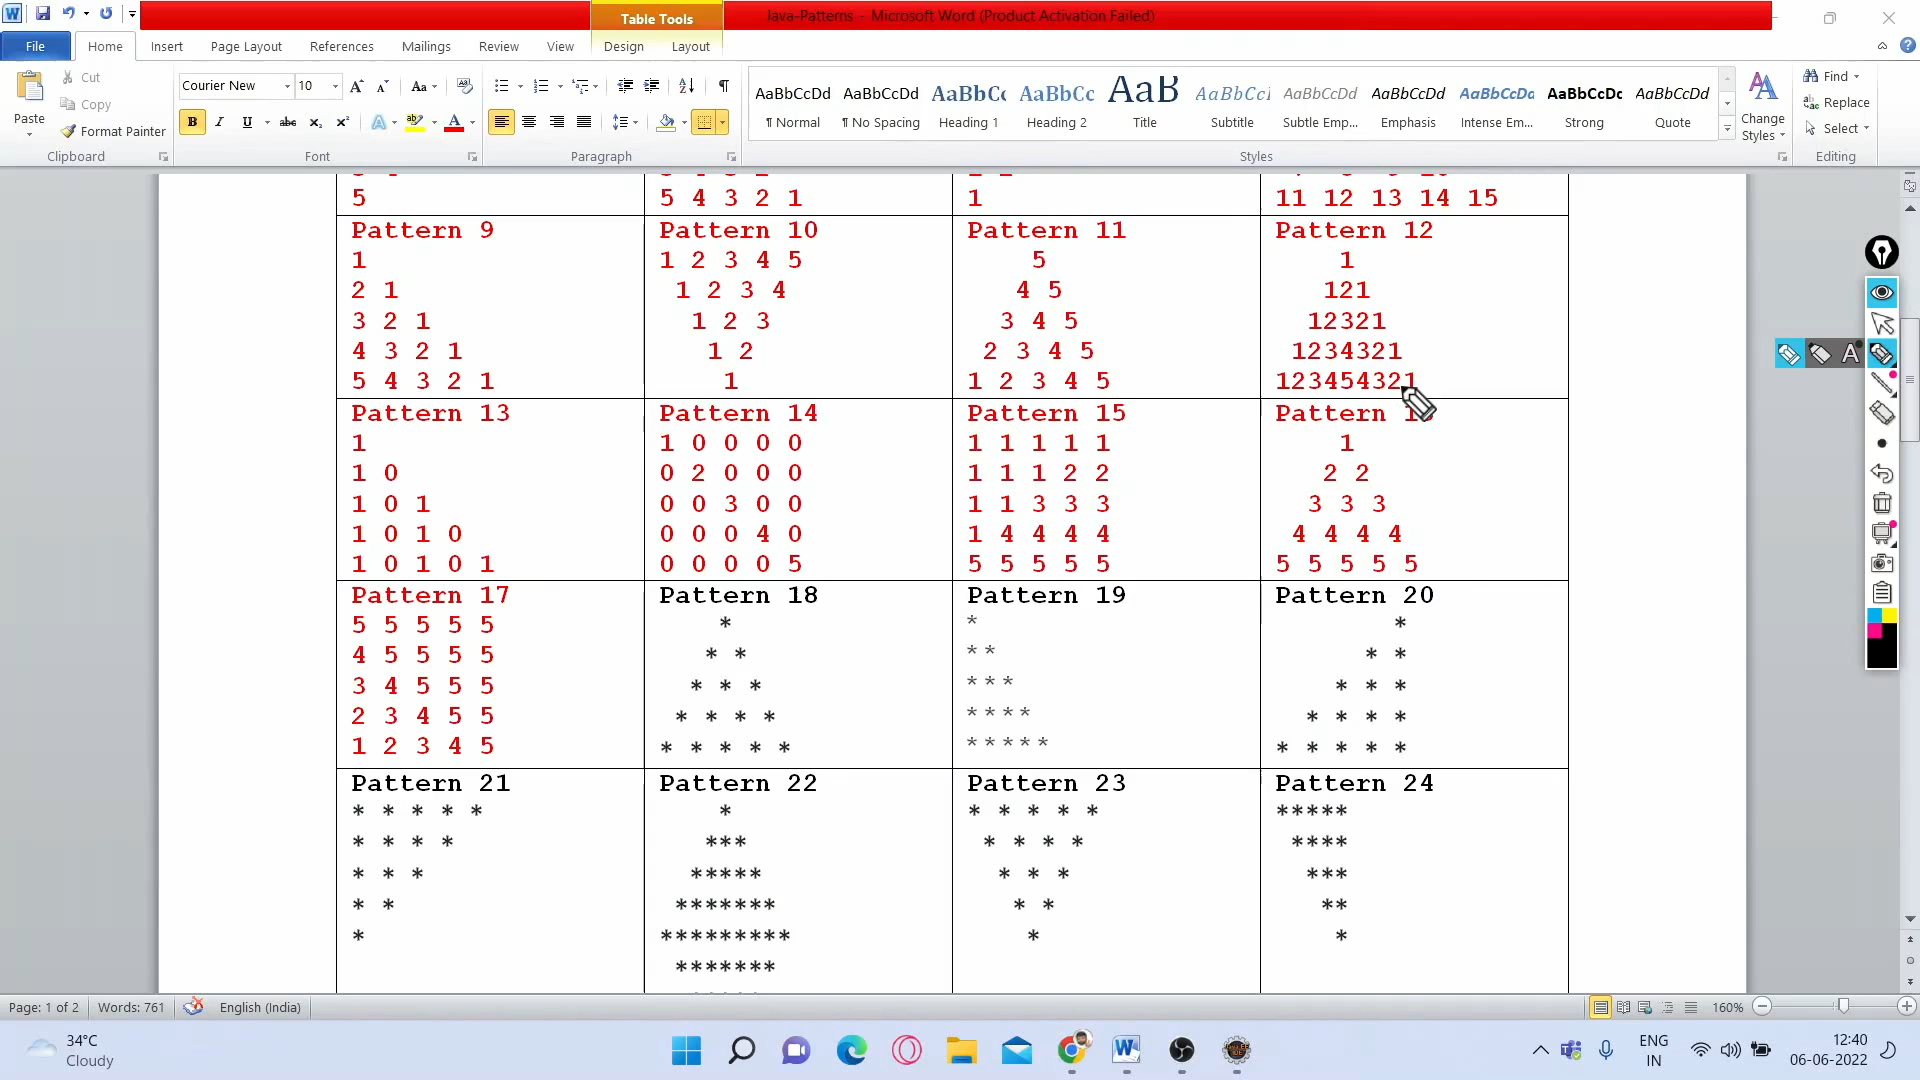 Table Tools
Java-Patterns - Microsoft Word (Product Activation Failed)
File Home Insert Page Layout References Mailings Review View Design Layout
Paste
Cut
Copy
Format Painter
Clipboard
Courier New 10
Font
Paragraph
AaBbCcDd AaBbCcDd AaBbCc AaBbCc AaB AaBbCcl AaBbCcDd AaBbCcDd AaBbCcDd AaBbCcDc AaBbCcDd
¶ Normal ¶ No Spacing Heading 1 Heading 2 Title Subtitle Subtle Emp... Emphasis Intense Em... Strong Quote
Styles
Change Styles
Find
Replace
Select
Editing
5 5 4 3 2 1 1 11 12 13 14 15
Pattern 9
1
2 1
3 2 1
4 3 2 1
5 4 3 2 1
Pattern 10
1 2 3 4 5
1 2 3 4
1 2 3
1 2
1
Pattern 11
5
4 5
3 4 5
2 3 4 5
1 2 3 4 5
Pattern 12
1
121
12321
1234321
123454321
Pattern 13
1
1 0
1 0 1
1 0 1 0
1 0 1 0 1
Pattern 14
1 0 0 0 0
0 2 0 0 0
0 0 3 0 0
0 0 0 4 0
0 0 0 0 5
Pattern 15
1 1 1 1 1
1 1 1 2 2
1 1 3 3 3
1 4 4 4 4
5 5 5 5 5
Pattern
1
2 2
3 3 3
4 4 4 4
5 5 5 5 5
Pattern 17
5 5 5 5 5
4 5 5 5 5
3 4 5 5 5
2 3 4 5 5
1 2 3 4 5
Pattern 18
*
* *
* * *
* * * *
* * * * *
Pattern 19
*
* *
* * *
* * * *
* * * * *
Pattern 20
*
* *
* * *
* * * *
* * * * *
Pattern 21
* * * * *
* * * *
* * *
* *
*
Pattern 22
*
***
*****
*******
*********
*******
Pattern 23
* * * * *
* * * *
* * *
* *
*
Pattern 24
*****
****
***
**
*
Page: 1 of 2 Words: 761 English (India) 160%
34°C
Cloudy
ENG
IN
12:40
06-06-2022